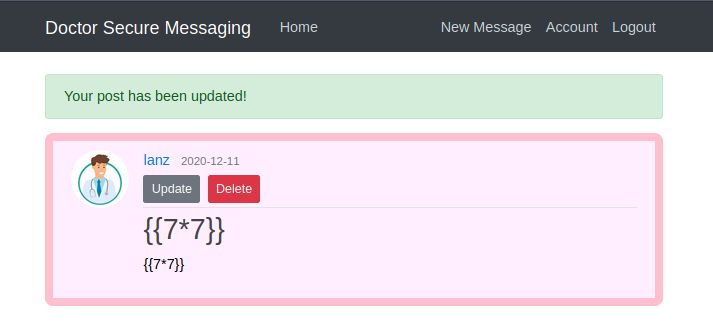 Doctor Secure Messaging Home New Message Account Logout
Your post has been updated!
lanz 2020-12-11
Update Delete
{{7*7}}
{{7*7}}